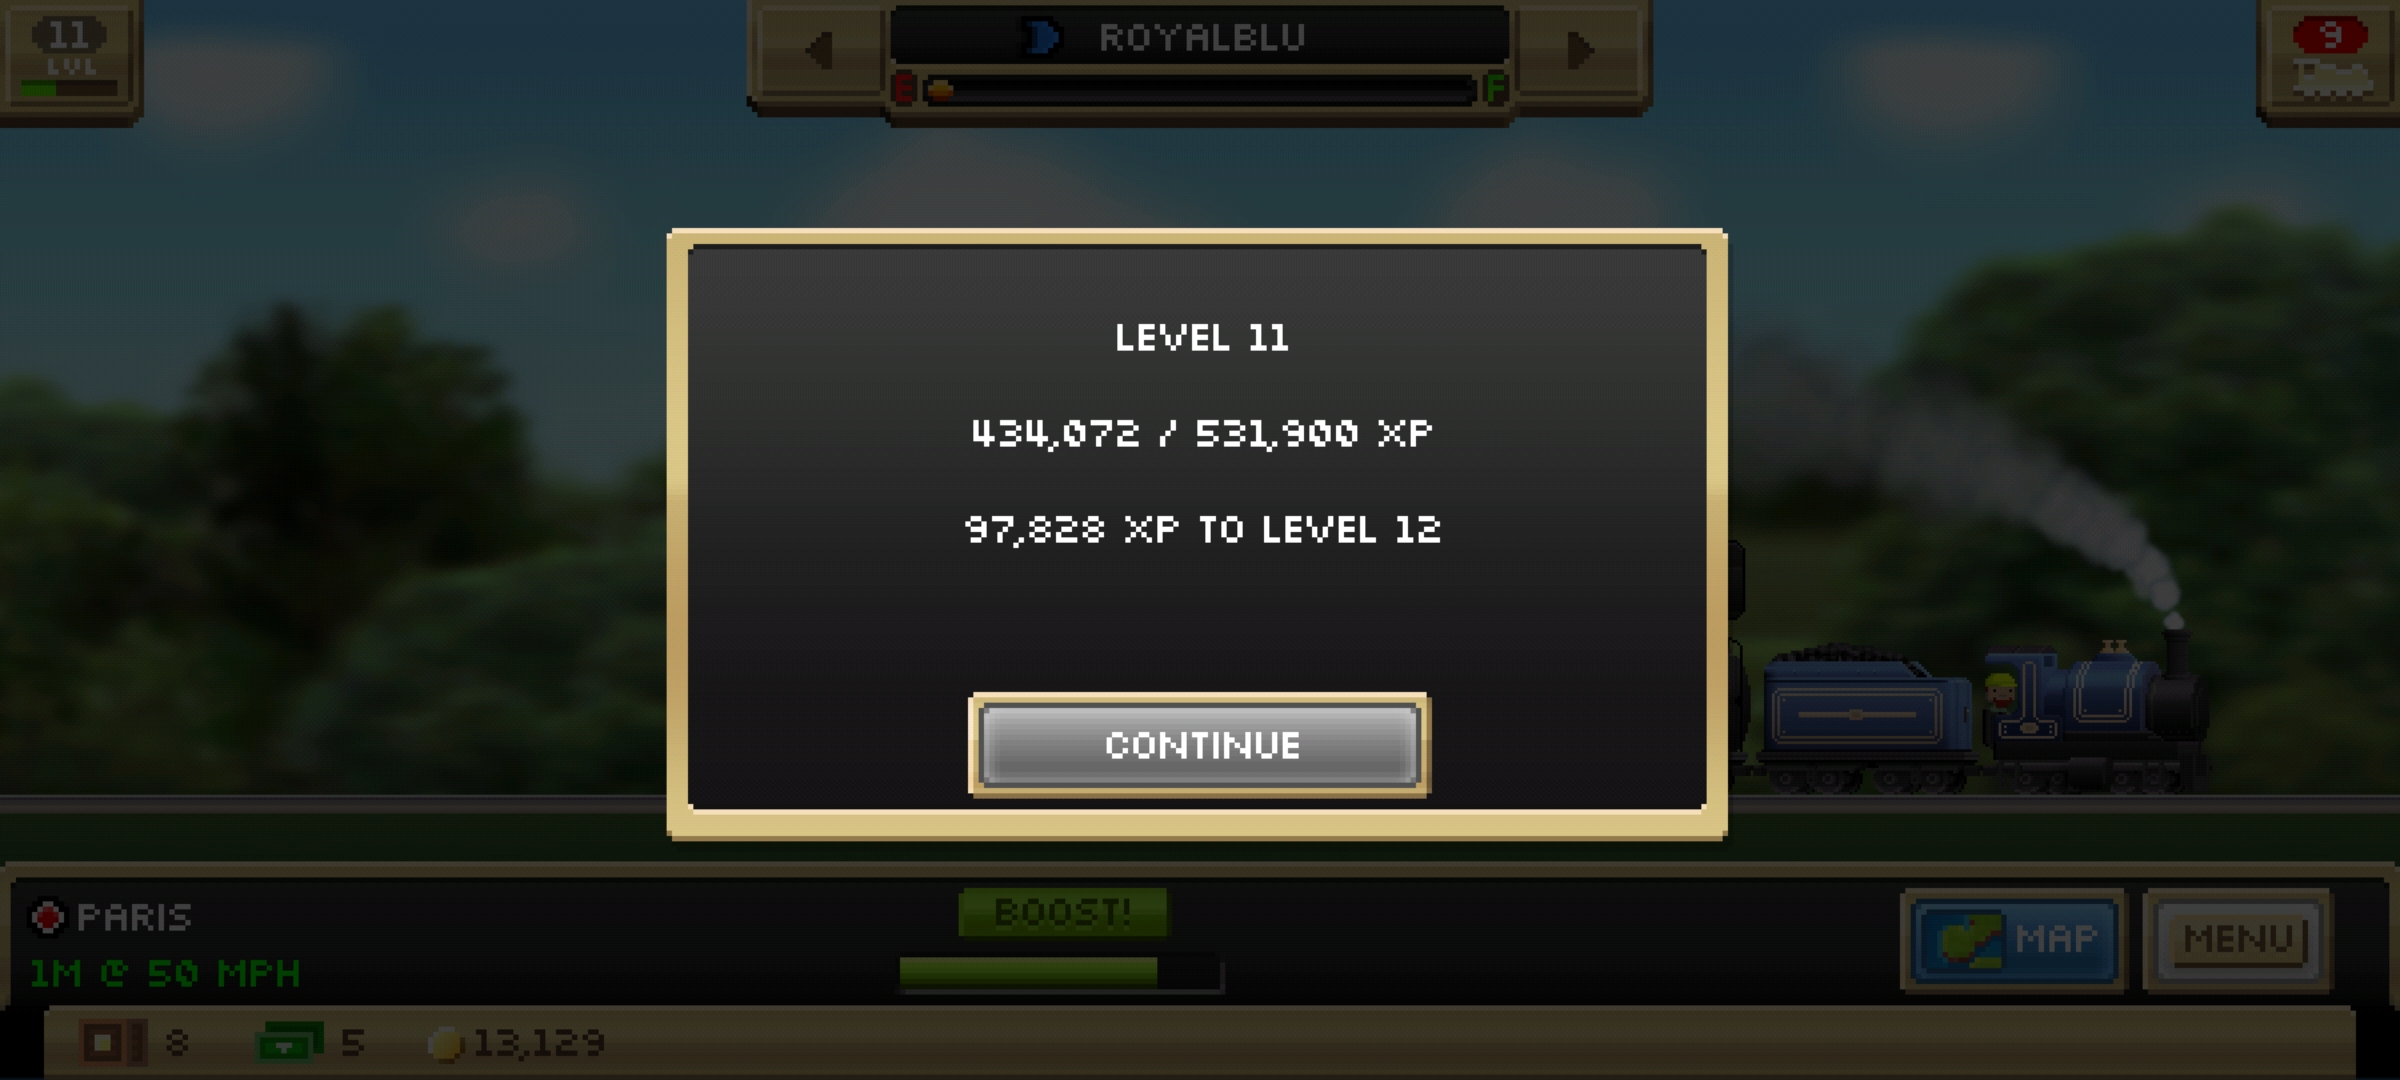 11
LVL
ROYALBLU
E
F
9
LEVEL 11
434,072 / 531,900 XP
97,828 XP TO LEVEL 12
CONTINUE
PARIS
1M @ 50 MPH
BOOST!
MAP
MENU
8
5
13,129